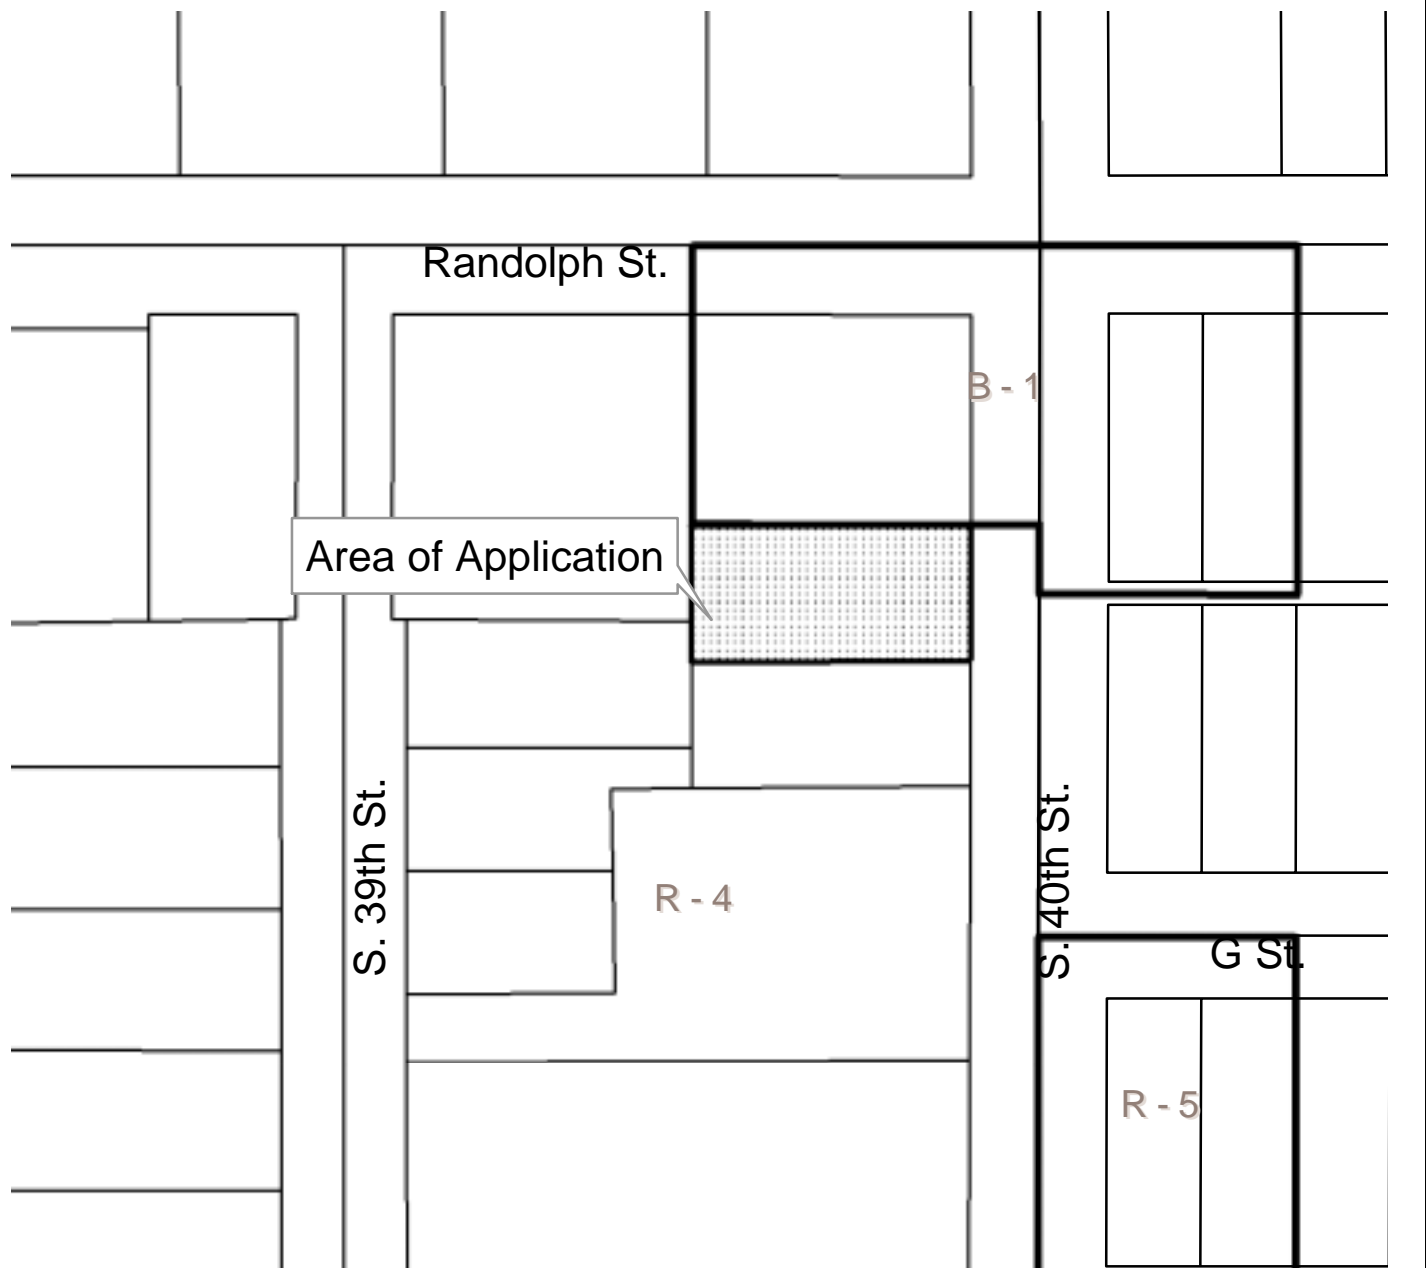 Randolph St.
B - 1
Area of Application
S. 39th St.
S. 40th St.
R - 4
G St.
R - 5